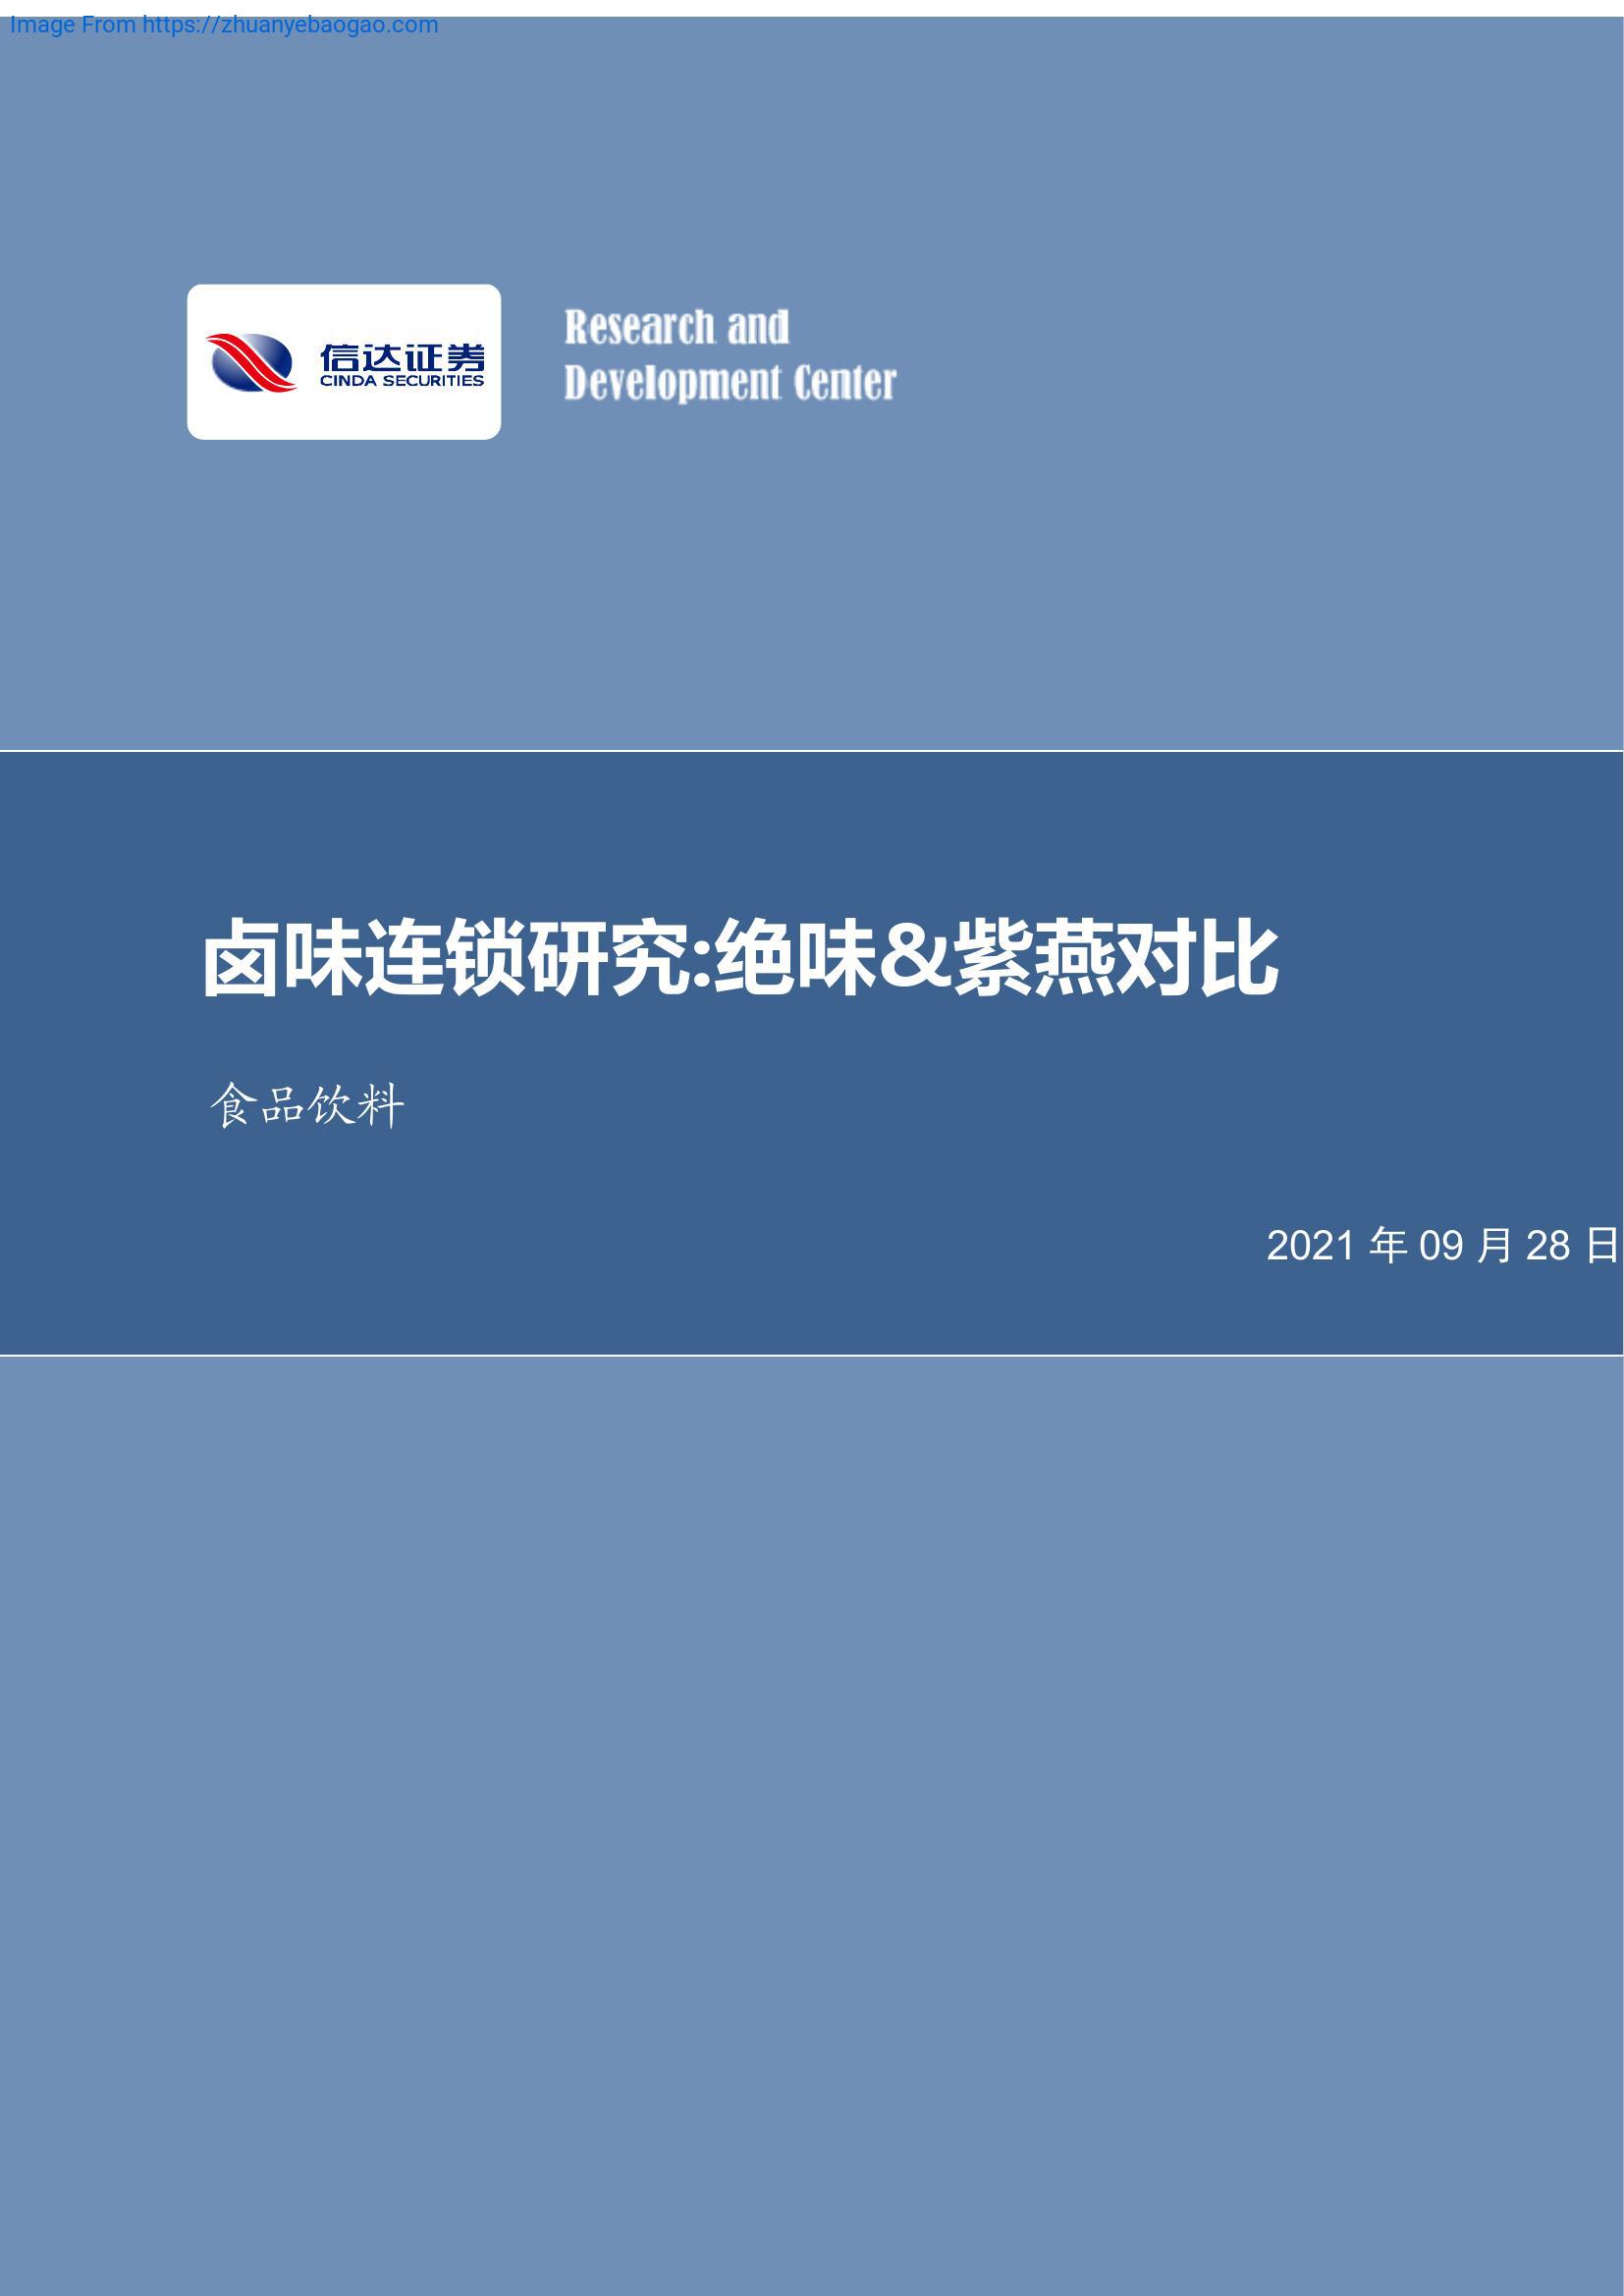 Image From https://zhuanyebaogao.com
信达证券
CINDA SECURITIES
Research and
Development Center
卤味连锁研究:绝味&紫燕对比
食品饮料
2021 年 09 月 28 日